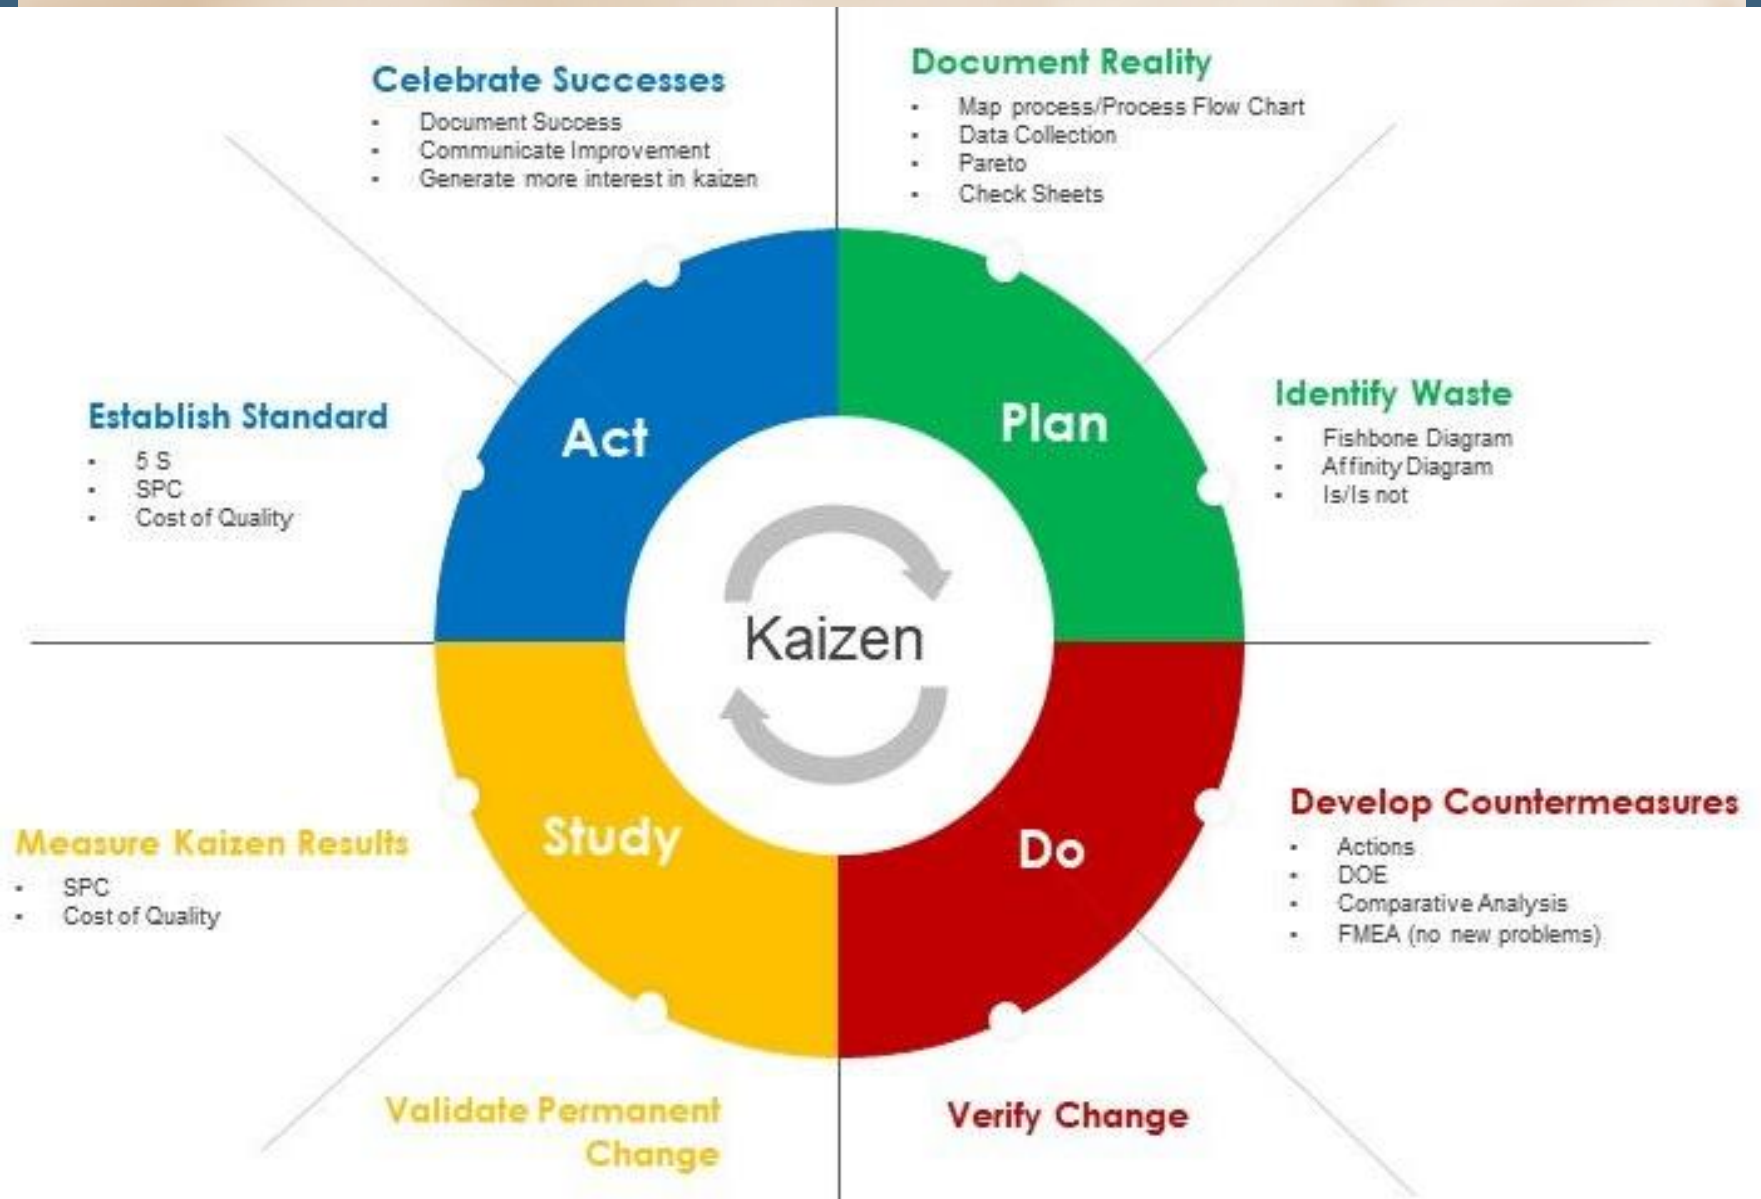 Celebrate Successes
• Document Success
• Communicate Improvement
• Generate more interest in kaizen
Document Reality
• Map process/Process Flow Chart
• Data Collection
• Pareto
• Check Sheets
Establish Standard
• 5 S
• SPC
• Cost of Quality
Act
Plan
Identify Waste
• Fishbone Diagram
• Affinity Diagram
• Is/Is not
Kaizen
Measure Kaizen Results
• SPC
• Cost of Quality
Study
Do
Develop Countermeasures
• Actions
• DOE
• Comparative Analysis
• FMEA (no new problems)
Validate Permanent
Change
Verify Change